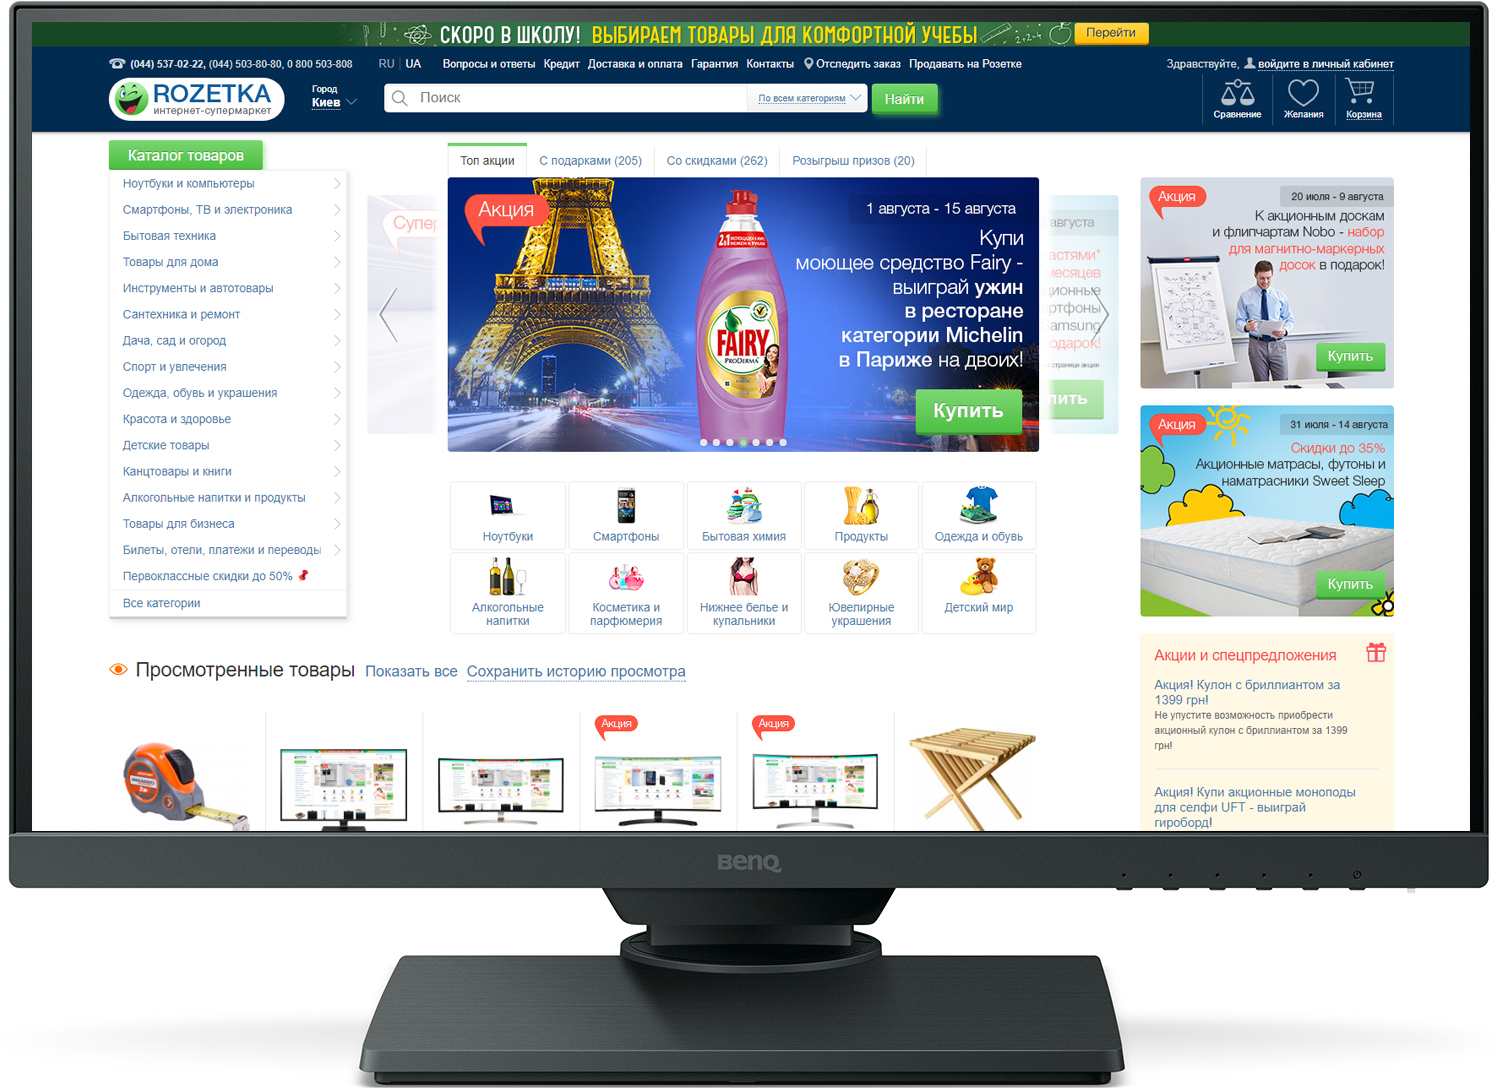 СКОРО В ШКОЛУ! ВЫБИРАЕМ ТОВАРЫ ДЛЯ КОМФОРТНОЙ УЧЕБЫ
Перейти
(044) 537-02-22, (044) 503-80-80, 0 800 503-808
RU UA
Вопросы и ответы Кредит Доставка и оплата Гарантия Контакты Отследить заказ Продавать на Розетке
Здравствуйте, войдите в личный кабинет
ROZETKA
интернет-супермаркет
Город
Киев
Поиск
По всем категориям
Найти
Сравнение
Желания
Корзина
Каталог товаров
Ноутбуки и компьютеры
Смартфоны, ТВ и электроника
Бытовая техника
Товары для дома
Инструменты и автотовары
Сантехника и ремонт
Дача, сад и огород
Спорт и увлечения
Одежда, обувь и украшения
Красота и здоровье
Детские товары
Канцтовары и книги
Алкогольные напитки и продукты
Товары для бизнеса
Билеты, отели, платежи и переводы
Первоклассные скидки до 50%
Все категории
Топ акции
С подарками (205)
Со скидками (262)
Розыгрыш призов (20)
Супер
Акция
1 августа - 15 августа
Купи
моющее средство Fairy -
выиграй ужин
в ресторане
категории Michelin
в Париже на двоих!
Купить
2в1
FAIRY
PRODERMA
августа
астями*
месяцев
ционные
ртфоны
Samsung
подарок!
странице акции
пить
Акция
20 июля - 9 августа
К акционным доскам
и флипчартам Nobo - набор
для магнитно-маркерных
досок в подарок!
Купить
Акция
31 июля - 14 августа
Скидки до 35%
Акционные матрасы, футоны и
наматрасники Sweet Sleep
Купить
Ноутбуки
Смартфоны
Бытовая химия
Продукты
Одежда и обувь
Алкогольные
напитки
Косметика и
парфюмерия
Нижнее белье и
купальники
Ювелирные
украшения
Детский мир
Просмотренные товары Показать все Сохранить историю просмотра
Акция
Акция
Акции и спецпредложения
Акция! Кулон с бриллиантом за
1399 грн!
Не упустите возможность приобрести
акционный кулон с бриллиантом за 1399
грн!
Акция! Купи акционные моноподы
для селфи UFT - выиграй
гироборд!
BenQ